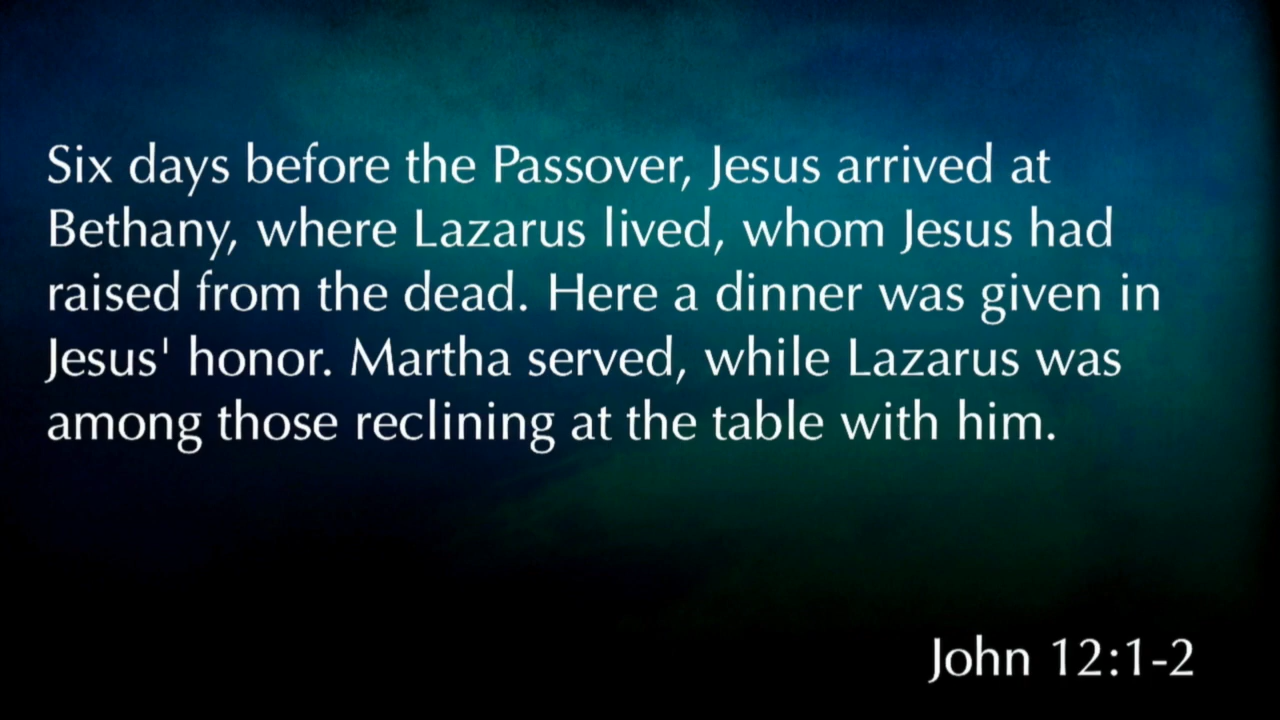 Six days before the Passover, Jesus arrived at
Bethany, where Lazarus lived, whom Jesus had
raised from the dead. Here a dinner was given in
Jesus' honor. Martha served, while Lazarus was
among those reclining at the table with him.
John 12:1-2